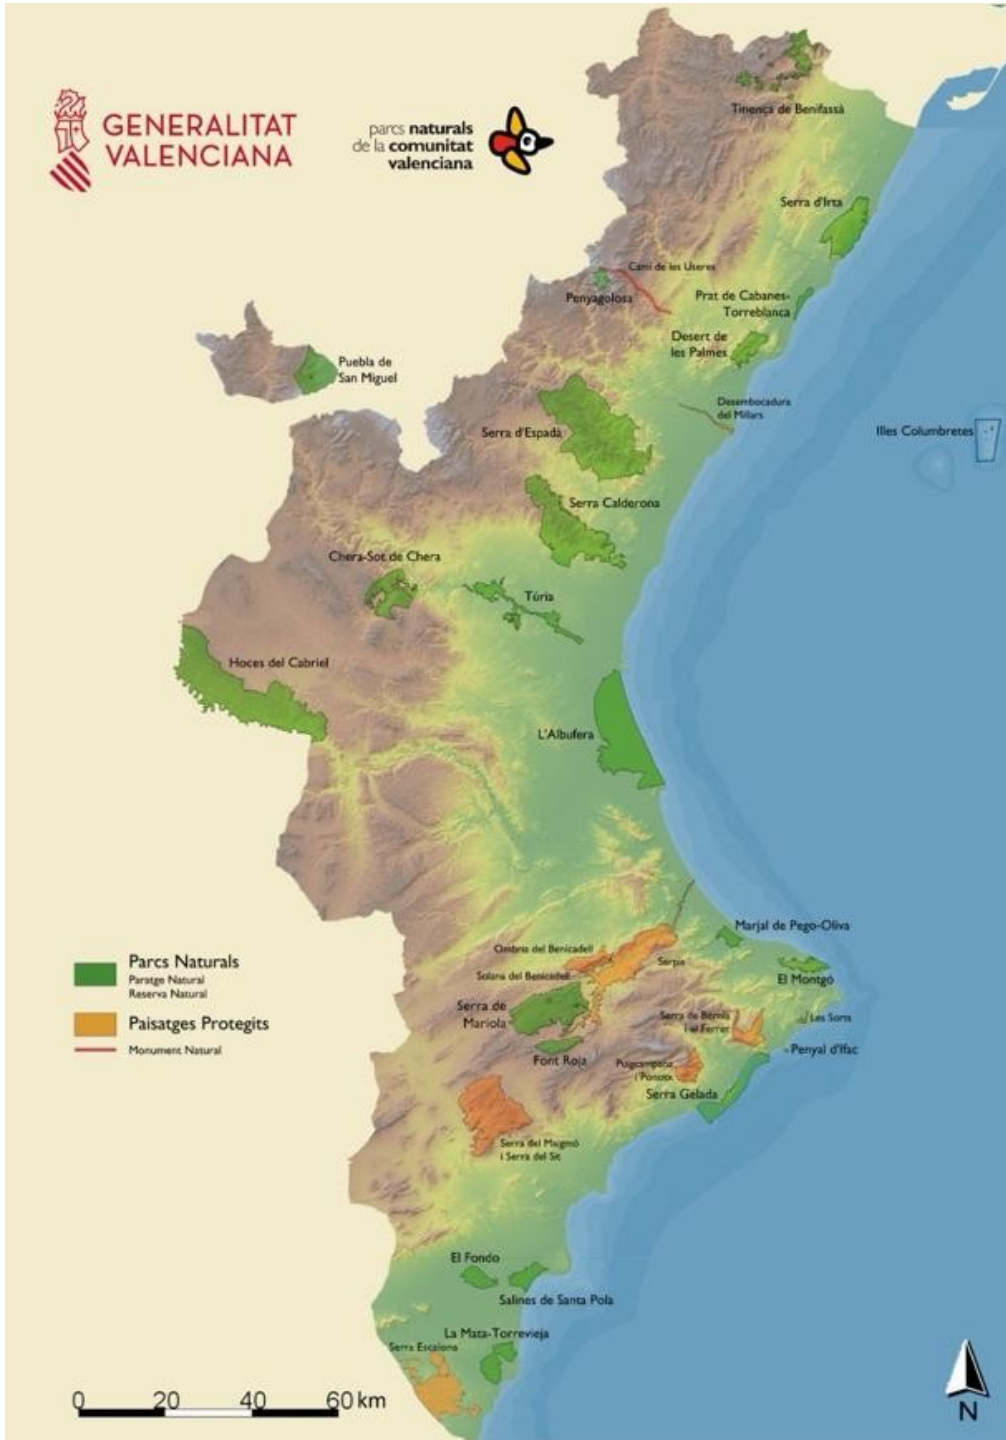 GENERALITAT
VALENCIANA
parcs naturals
de la comunitat
valenciana
Tinença de Benifassà
Serra d'Irta
Camí de les Useres
Penyagolosa
Prat de Cabanes-
Torreblanca
Desert de
les Palmes
Puebla de
San Miguel
Desembocadura
del Millars
Illes Columbretes
Serra d'Espadà
Serra Calderona
Chera-Sot de Chera
Túria
Hoces del Cabriel
L'Albufera
Marjal de Pego-Oliva
Ombria del Benicadell
Serpis
Solana del Benicadell
El Montgó
Serra de
Mariola
Serra de Bèrnia
i el Ferrer
Les Sorts
Penyal d'Ifac
Font Roja
Puigcampana
i Ponotx
Serra Gelada
Serra del Maigmó
i Serra del Sit
Parcs Naturals
Paratge Natural
Reserva Natural
Paisatges Protegits
Monument Natural
El Fondo
Salines de Santa Pola
La Mata-Torrevieja
Serra Escalona
0 20 40 60 km
N